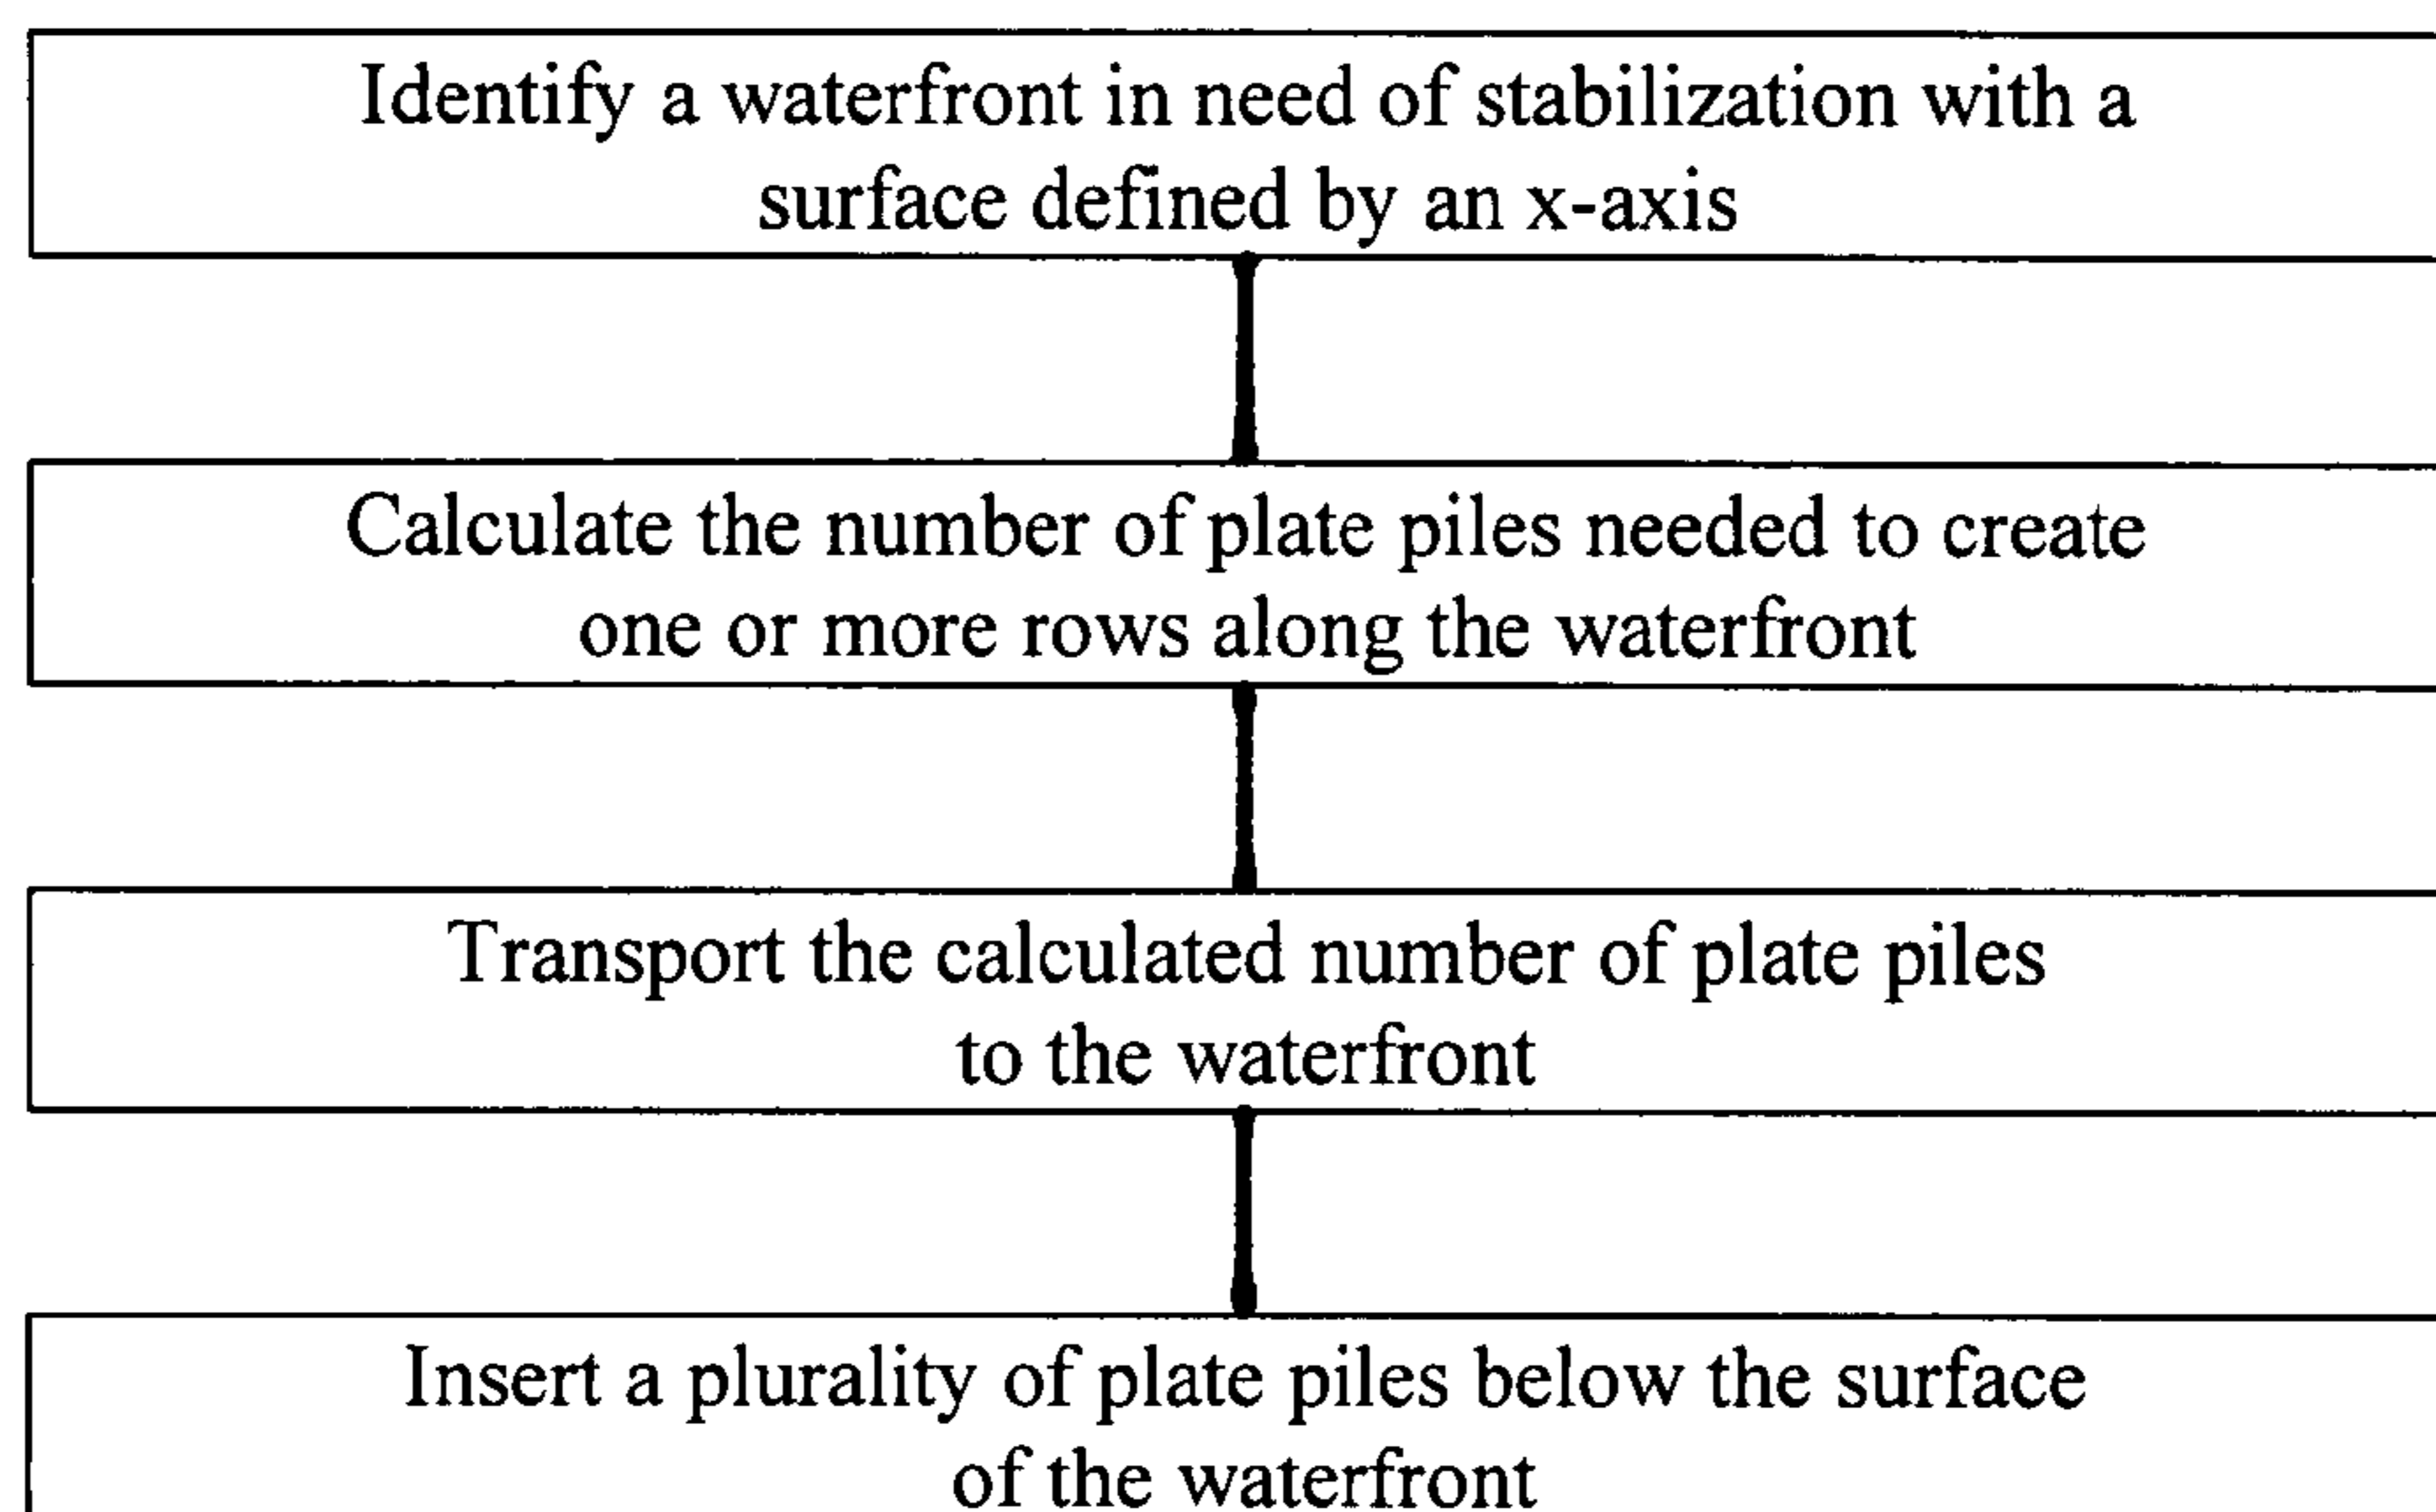 Identify a waterfront in need of stabilization with a
surface defined by an x-axis
Calculate the number of plate piles needed to create
one or more rows along the waterfront
Transport the calculated number of plate piles
to the waterfront
Insert a plurality of plate piles below the surface
of the waterfront